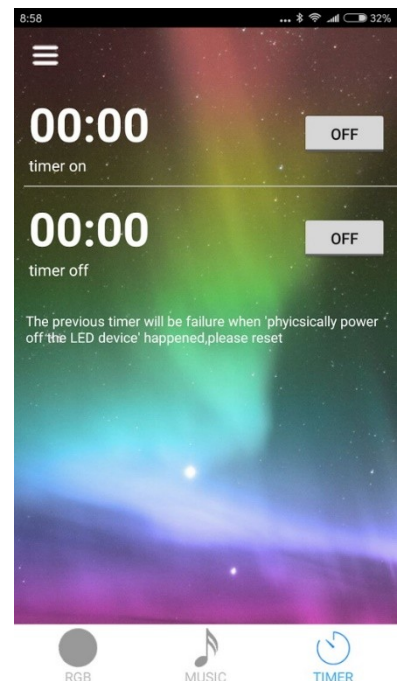 8:58
32%
00:00
OFF
timer on
00:00
OFF
timer off
The previous timer will be failure when 'phyicsically power
off the LED device' happened,please reset
RGB
MUSIC
TIMER